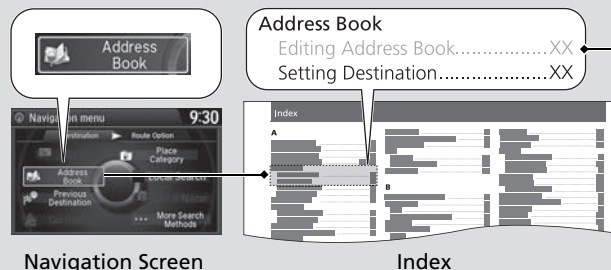 Address
Book
Address Book
Editing Address Book................XX
Setting Destination..................XX
Navigation menu
9:30
Destination
Route Option
Place
Category
Address
Book
Local Search
Previous
Destination
More Search
Methods
Index
A
B
Navigation Screen
Index